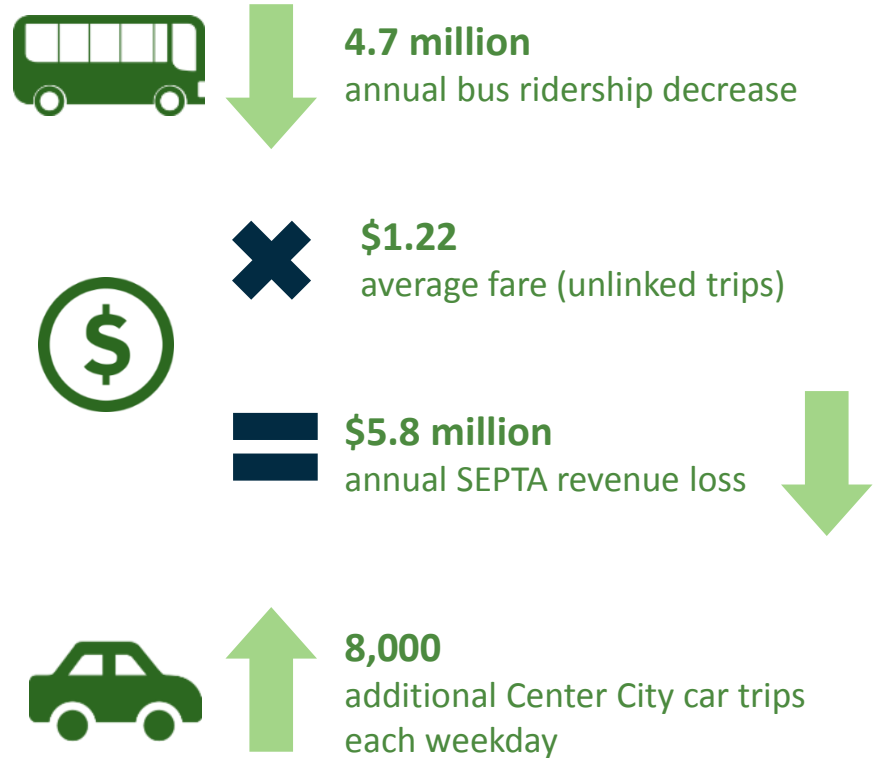 4.7 million
annual bus ridership decrease
$1.22
average fare (unlinked trips)
$
$5.8 million
annual SEPTA revenue loss
8,000
additional Center City car trips
each weekday